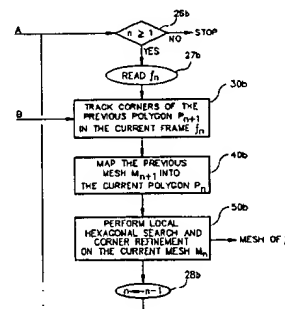 26b
A
n ≥ 1
NO
STOP
YES
27b
READ fn
30b
TRACK CORNERS OF THE
PREVIOUS POLYGON Pn+1
IN THE CURRENT FRAME fn
B
40b
MAP THE PREVIOUS
MESH Mn+1 INTO
THE CURRENT POLYGON Pn
50b
PERFORM LOCAL
HEXAGONAL SEARCH AND
CORNER REFINEMENT
ON THE CURRENT MESH Mn
MESH OF
28b
n←n-1